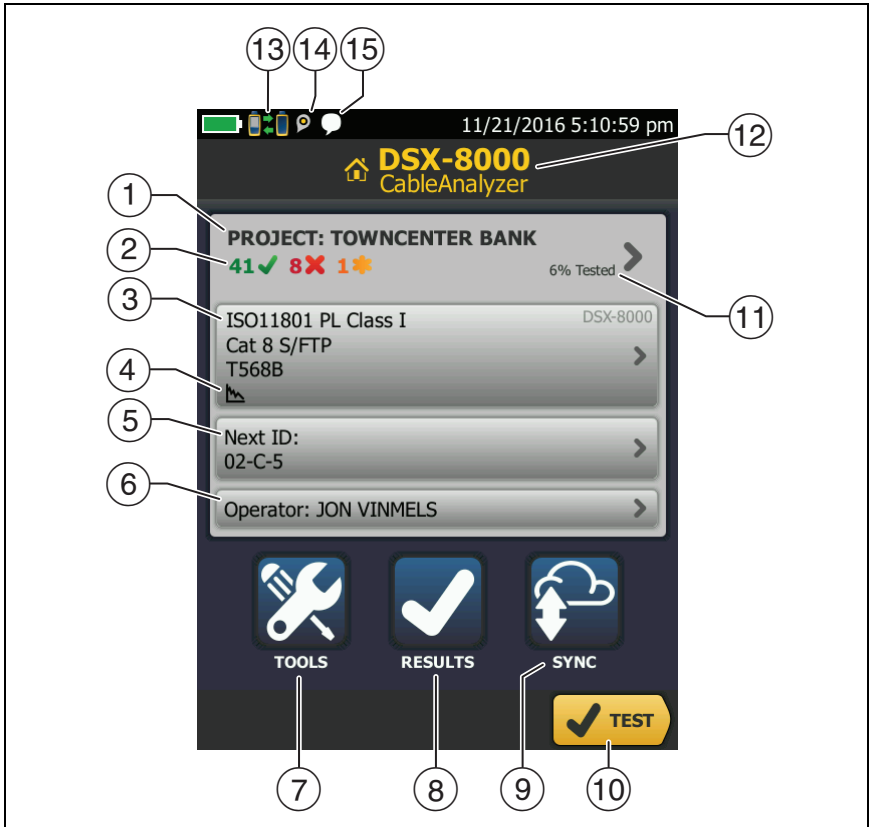 13 14 15
11/21/2016 5:10:59 pm
12
DSX-8000
CableAnalyzer
1
PROJECT: TOWNCENTER BANK
2
41 8 1
6% Tested
11
3
ISO11801 PL Class I
DSX-8000
Cat 8 S/FTP
T568B
4
5
Next ID:
02-C-5
6
Operator: JON VINMELS
TOOLS
RESULTS
SYNC
TEST
7
8
9
10